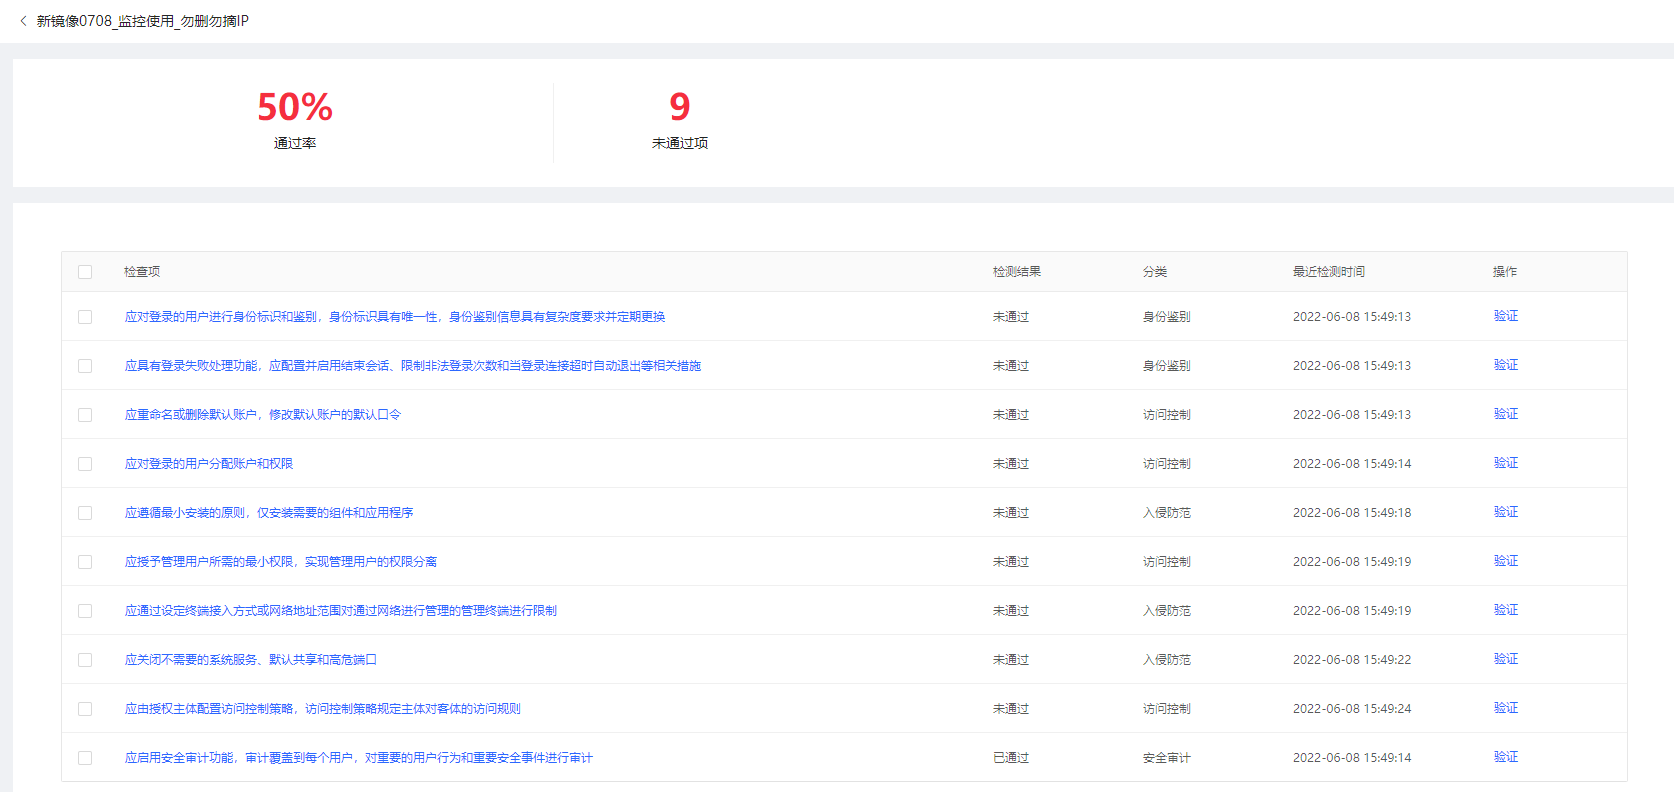 新镜像0708_监控使用_勿删勿摘IP
50% 9
通过率 未通过项
检查项 检测结果 分类 最近检测时间 操作
应对登录的用户进行身份标识和鉴别，身份标识具有唯一性，身份鉴别信息具有复杂度要求并定期更换 未通过 身份鉴别 2022-06-08 15:49:13 验证
应具有登录失败处理功能，应配置并启用结束会话、限制非法登录次数和当登录连接超时自动退出等相关措施 未通过 身份鉴别 2022-06-08 15:49:13 验证
应重命名或删除默认账户，修改默认账户的默认口令 未通过 访问控制 2022-06-08 15:49:13 验证
应对登录的用户分配账户和权限 未通过 访问控制 2022-06-08 15:49:14 验证
应遵循最小安装的原则，仅安装需要的组件和应用程序 未通过 入侵防范 2022-06-08 15:49:18 验证
应授予管理用户所需的最小权限，实现管理用户的权限分离 未通过 访问控制 2022-06-08 15:49:19 验证
应通过设定终端接入方式或网络地址范围对通过网络进行管理的管理终端进行限制 未通过 入侵防范 2022-06-08 15:49:19 验证
应关闭不需要的系统服务、默认共享和高危端口 未通过 入侵防范 2022-06-08 15:49:22 验证
应由授权主体配置访问控制策略，访问控制策略规定主体对客体的访问规则 未通过 访问控制 2022-06-08 15:49:24 验证
应启用安全审计功能，审计覆盖到每个用户，对重要的用户行为和重要安全事件进行审计 已通过 安全审计 2022-06-08 15:49:14 验证